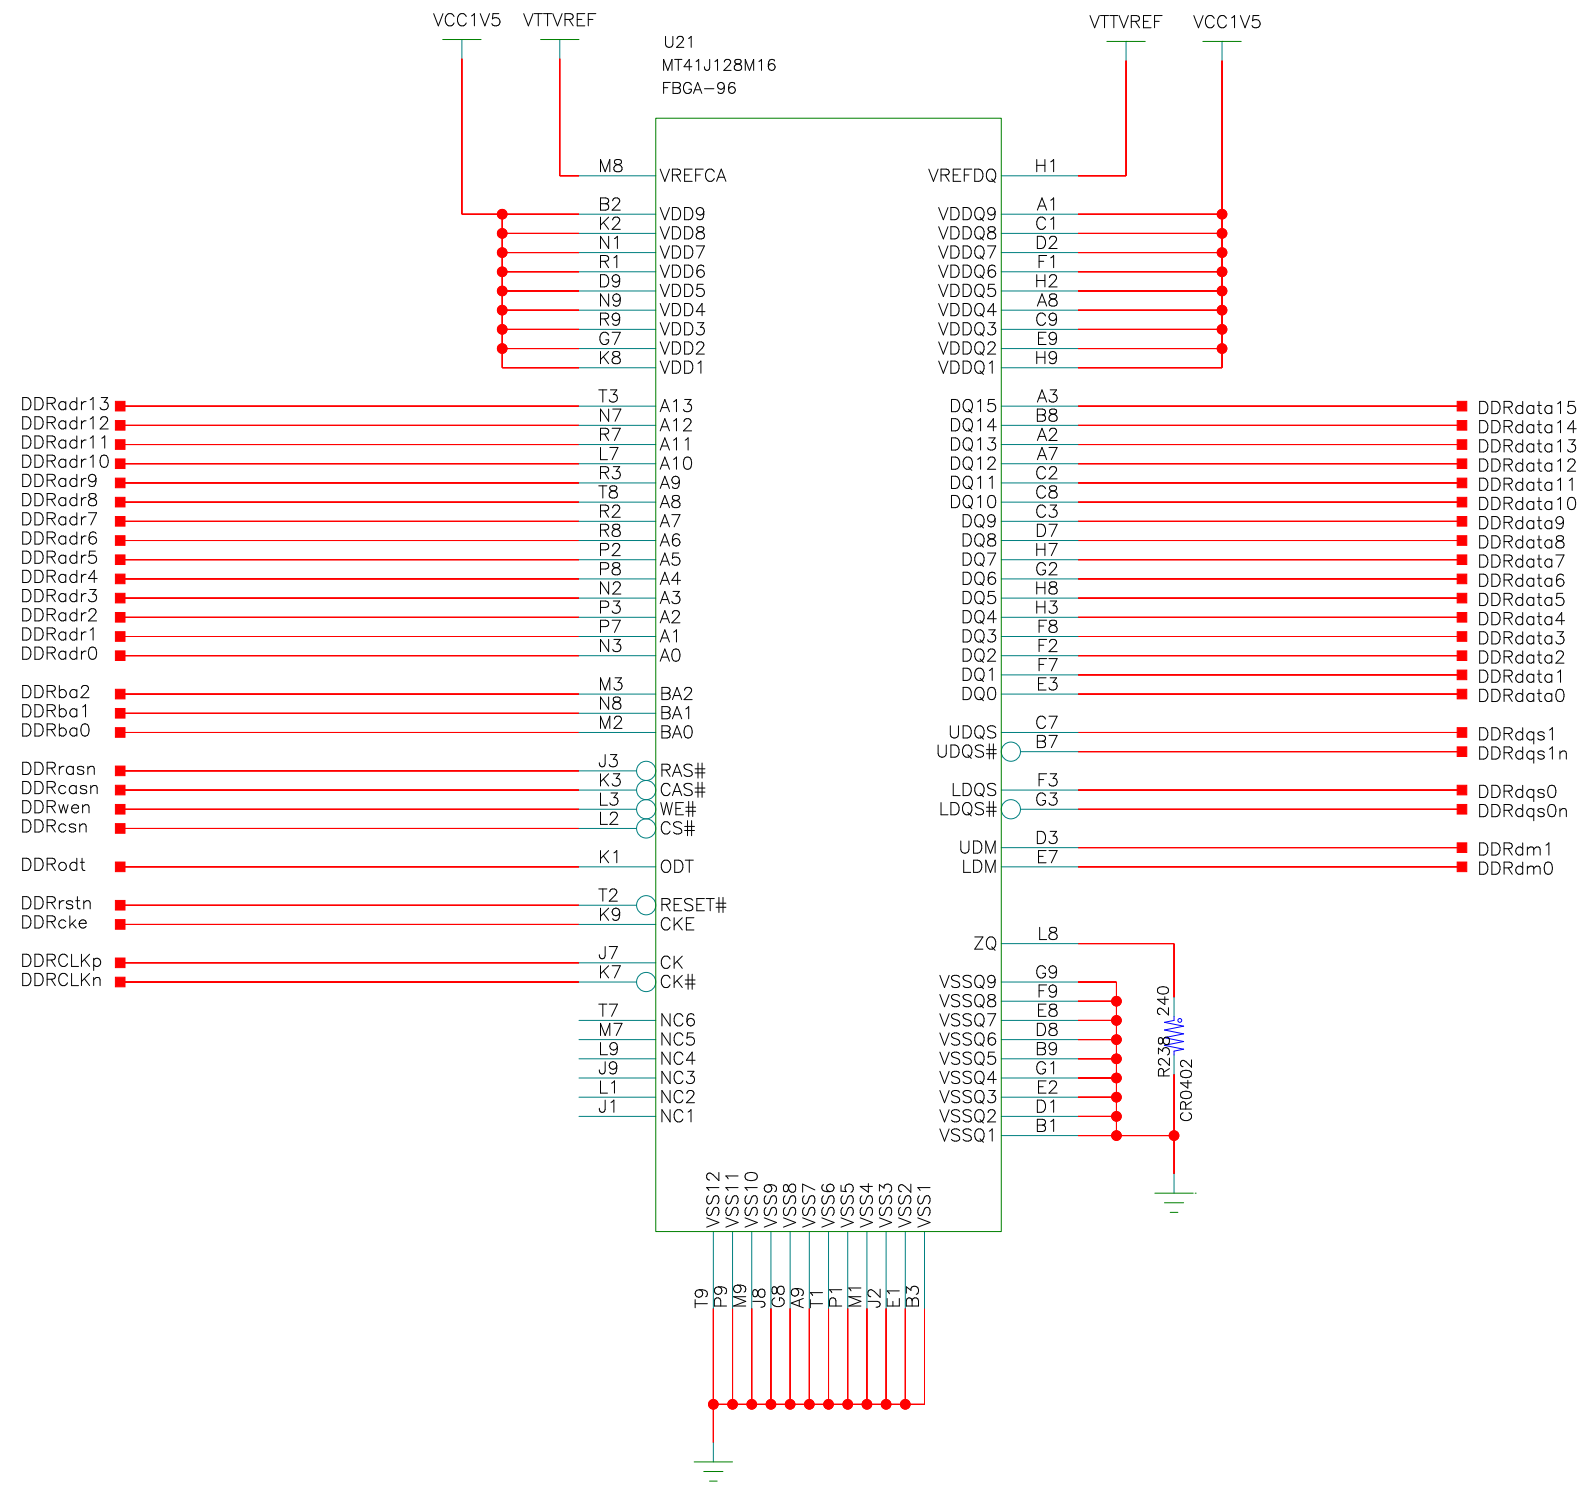 VCC1V5 VTTVREF
VTTVREF VCC1V5
U21
MT41J128M16
FBGA-96
M8 VREFCA
B2 VDD9
K2 VDD8
N1 VDD7
R1 VDD6
D9 VDD5
N9 VDD4
R9 VDD3
G7 VDD2
K8 VDD1
DDRadr13 T3 A13
DDRadr12 N7 A12
DDRadr11 R7 A11
DDRadr10 L7 A10
DDRadr9 R3 A9
DDRadr8 T8 A8
DDRadr7 R2 A7
DDRadr6 R8 A6
DDRadr5 P2 A5
DDRadr4 P8 A4
DDRadr3 N2 A3
DDRadr2 P3 A2
DDRadr1 P7 A1
DDRadr0 N3 A0
DDRba2 M3 BA2
DDRba1 N8 BA1
DDRba0 M2 BA0
DDRrasn J3 RAS#
DDRcasn K3 CAS#
DDRwen L3 WE#
DDRcsn L2 CS#
DDRodt K1 ODT
DDRrstn T2 RESET#
DDRcke K9 CKE
DDRCLKp J7 CK
DDRCLKn K7 CK#
T7 NC6
M7 NC5
L9 NC4
J9 NC3
L1 NC2
J1 NC1
VREFDQ H1
VDDQ9 A1
VDDQ8 C1
VDDQ7 D2
VDDQ6 F1
VDDQ5 H2
VDDQ4 A8
VDDQ3 C9
VDDQ2 E9
VDDQ1 H9
DQ15 A3 DDRdata15
DQ14 B8 DDRdata14
DQ13 A2 DDRdata13
DQ12 A7 DDRdata12
DQ11 C2 DDRdata11
DQ10 C8 DDRdata10
DQ9 C3 DDRdata9
DQ8 D7 DDRdata8
DQ7 H7 DDRdata7
DQ6 G2 DDRdata6
DQ5 H8 DDRdata5
DQ4 H3 DDRdata4
DQ3 F8 DDRdata3
DQ2 F2 DDRdata2
DQ1 F7 DDRdata1
DQ0 E3 DDRdata0
UDQS C7 DDRdqs1
UDQS# B7 DDRdqs1n
LDQS F3 DDRdqs0
LDQS# G3 DDRdqs0n
UDM D3 DDRdm1
LDM E7 DDRdm0
ZQ L8
VSSQ9 G9
VSSQ8 F9
VSSQ7 E8
VSSQ6 D8
VSSQ5 B9
VSSQ4 G1
VSSQ3 E2
VSSQ2 D1
VSSQ1 B1
240
CR0402
VSS12 VSS11 VSS10 VSS9 VSS8 VSS7 VSS6 VSS5 VSS4 VSS3 VSS2 VSS1
T9 P9 M9 J8 G8 A9 T1 P1 M1 J2 E1 B3